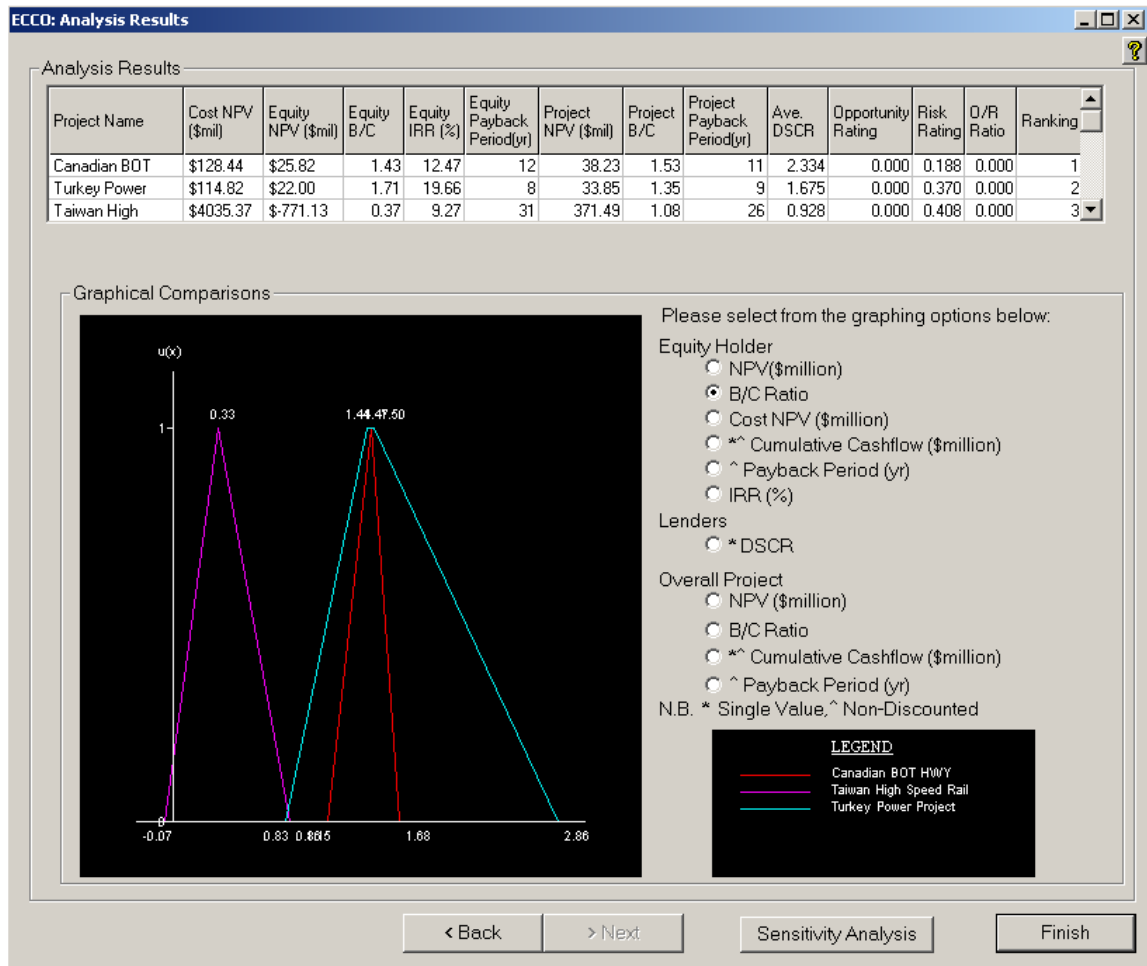 ECCO: Analysis Results
?
Analysis Results
Project Name Cost NPV ($mil) Equity NPV ($mil) Equity B/C Equity IRR (%) Equity Payback Period(yr) Project NPV ($mil) Project B/C Project Payback Period(yr) Ave. DSCR Opportunity Rating Risk Rating O/R Ratio Ranking
Canadian BOT $128.44 $25.82 1.43 12.47 12 38.23 1.53 11 2.334 0.000 0.188 0.000 1
Turkey Power $114.82 $22.00 1.71 19.66 8 33.85 1.35 9 1.675 0.000 0.370 0.000 2
Taiwan High $4035.37 $-771.13 0.37 9.27 31 371.49 1.08 26 0.928 0.000 0.408 0.000 3
Graphical Comparisons
u(x)
0.33
1
0
-0.07 0.83 1.68 2.86
Please select from the graphing options below:
Equity Holder
NPV($million)
B/C Ratio
Cost NPV ($million)
*^ Cumulative Cashflow ($million)
^ Payback Period (yr)
IRR (%)
Lenders
* DSCR
Overall Project
NPV ($million)
B/C Ratio
*^ Cumulative Cashflow ($million)
^ Payback Period (yr)
N.B. * Single Value,^ Non-Discounted
LEGEND
Canadian BOT HWY
Taiwan High Speed Rail
Turkey Power Project
< Back
> Next
Sensitivity Analysis
Finish